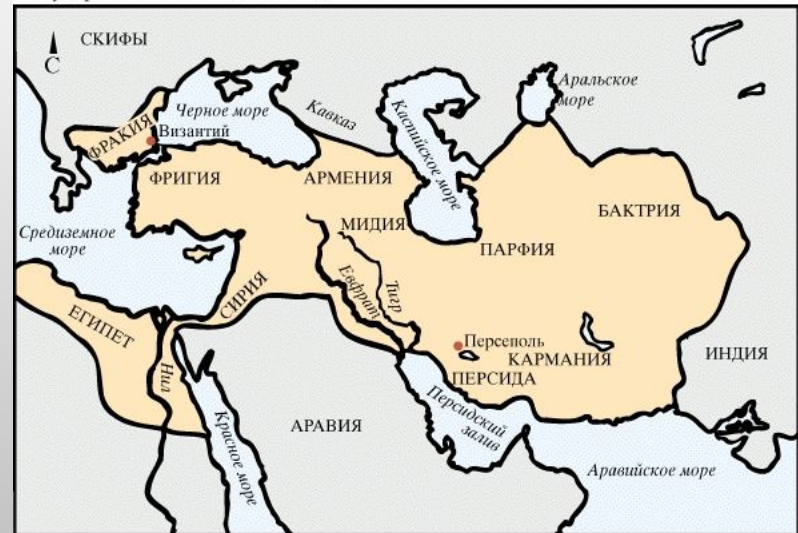 СКИФЫ
С
Аральское
море
Кавказ
Каспийское море
Черное море
ФРАКИЯ
Византий
ФРИГИЯ
АРМЕНИЯ
БАКТРИЯ
МИДИЯ
Средиземное
море
ПАРФИЯ
СИРИЯ
Евфрат
Тигр
ЕГИПЕТ
Персеполь
КАРМАНИЯ
ИНДИЯ
Нил
ПЕРСИДА
Персидский
залив
АРАВИЯ
Красное море
Аравийское море